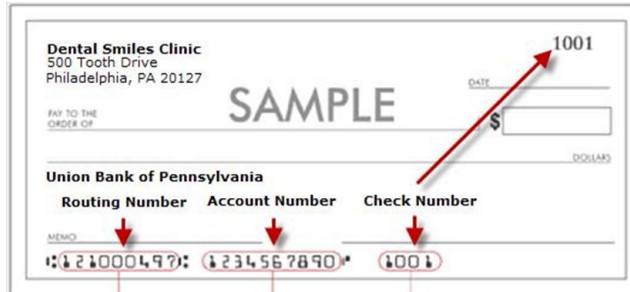 1001
Dental Smiles Clinic
500 Tooth Drive
Philadelphia, PA 20127
DATE
SAMPLE
PAY TO THE
ORDER OF
$
DOLLARS
Union Bank of Pennsylvania
Routing Number Account Number Check Number
MEMO
⑆121000497⑆ 1234567890⑈ 1001